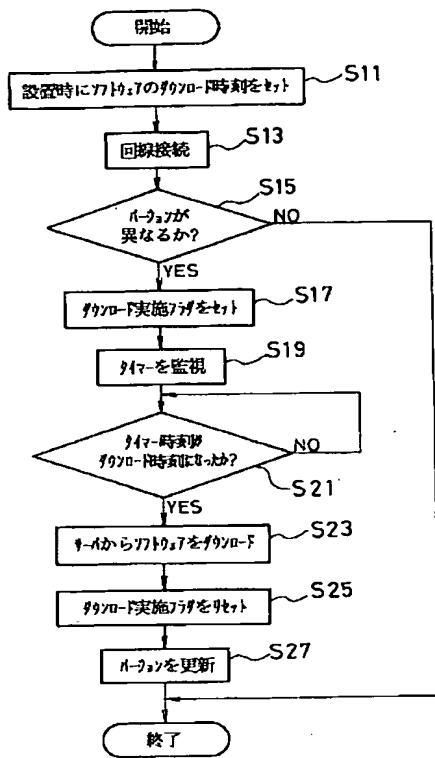 開始
設置時にソフトウェアのダウンロード時刻をセット
S11
回線接続
S13
バージョンが
異なるか?
S15
NO
YES
ダウンロード実施フラグをセット
S17
タイマーを監視
S19
タイマー時刻が
ダウンロード時刻になったか?
NO
S21
YES
サーバからソフトウェアをダウンロード
S23
ダウンロード実施フラグをリセット
S25
バージョンを更新
S27
終了